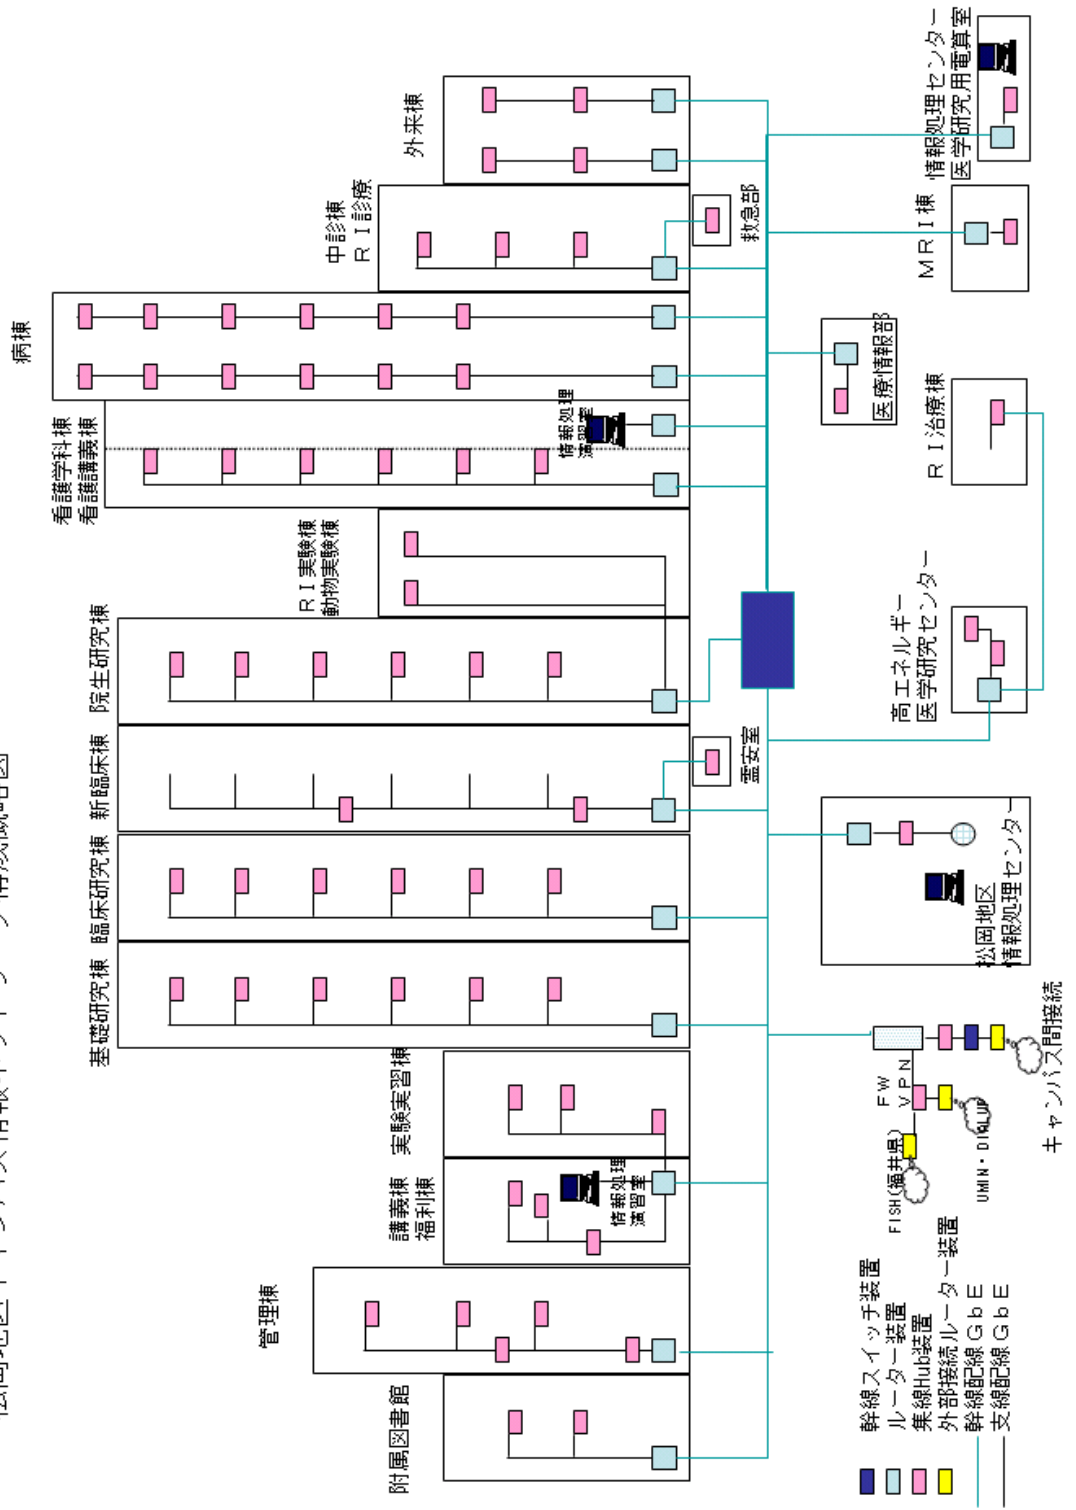 病棟
中診棟
ＲＩ診療
外来棟
看護学科棟
看護講義棟
ＲＩ実験棟
動物実験棟
院生研究棟
新臨床棟
臨床研究棟
基礎研究棟
実験実習棟
講義棟
福利棟
管理棟
附属図書館
情報処理
演習室
情報処理
演習室
救急部
霊安室
情報処理センター
医学研究用電算室
ＭＲＩ棟
医療情報部
ＲＩ治療棟
高エネルギー
医学研究センター
松岡地区
情報処理センター
ＦＷ
ＶＰＮ
FISH(福井県)
UMIN・DIALUP
キャンパス間接続
幹線スイッチ装置
ルーター装置
集線Hub装置
外部接続ルーター装置
幹線配線ＧｂＥ
支線配線ＧｂＥ